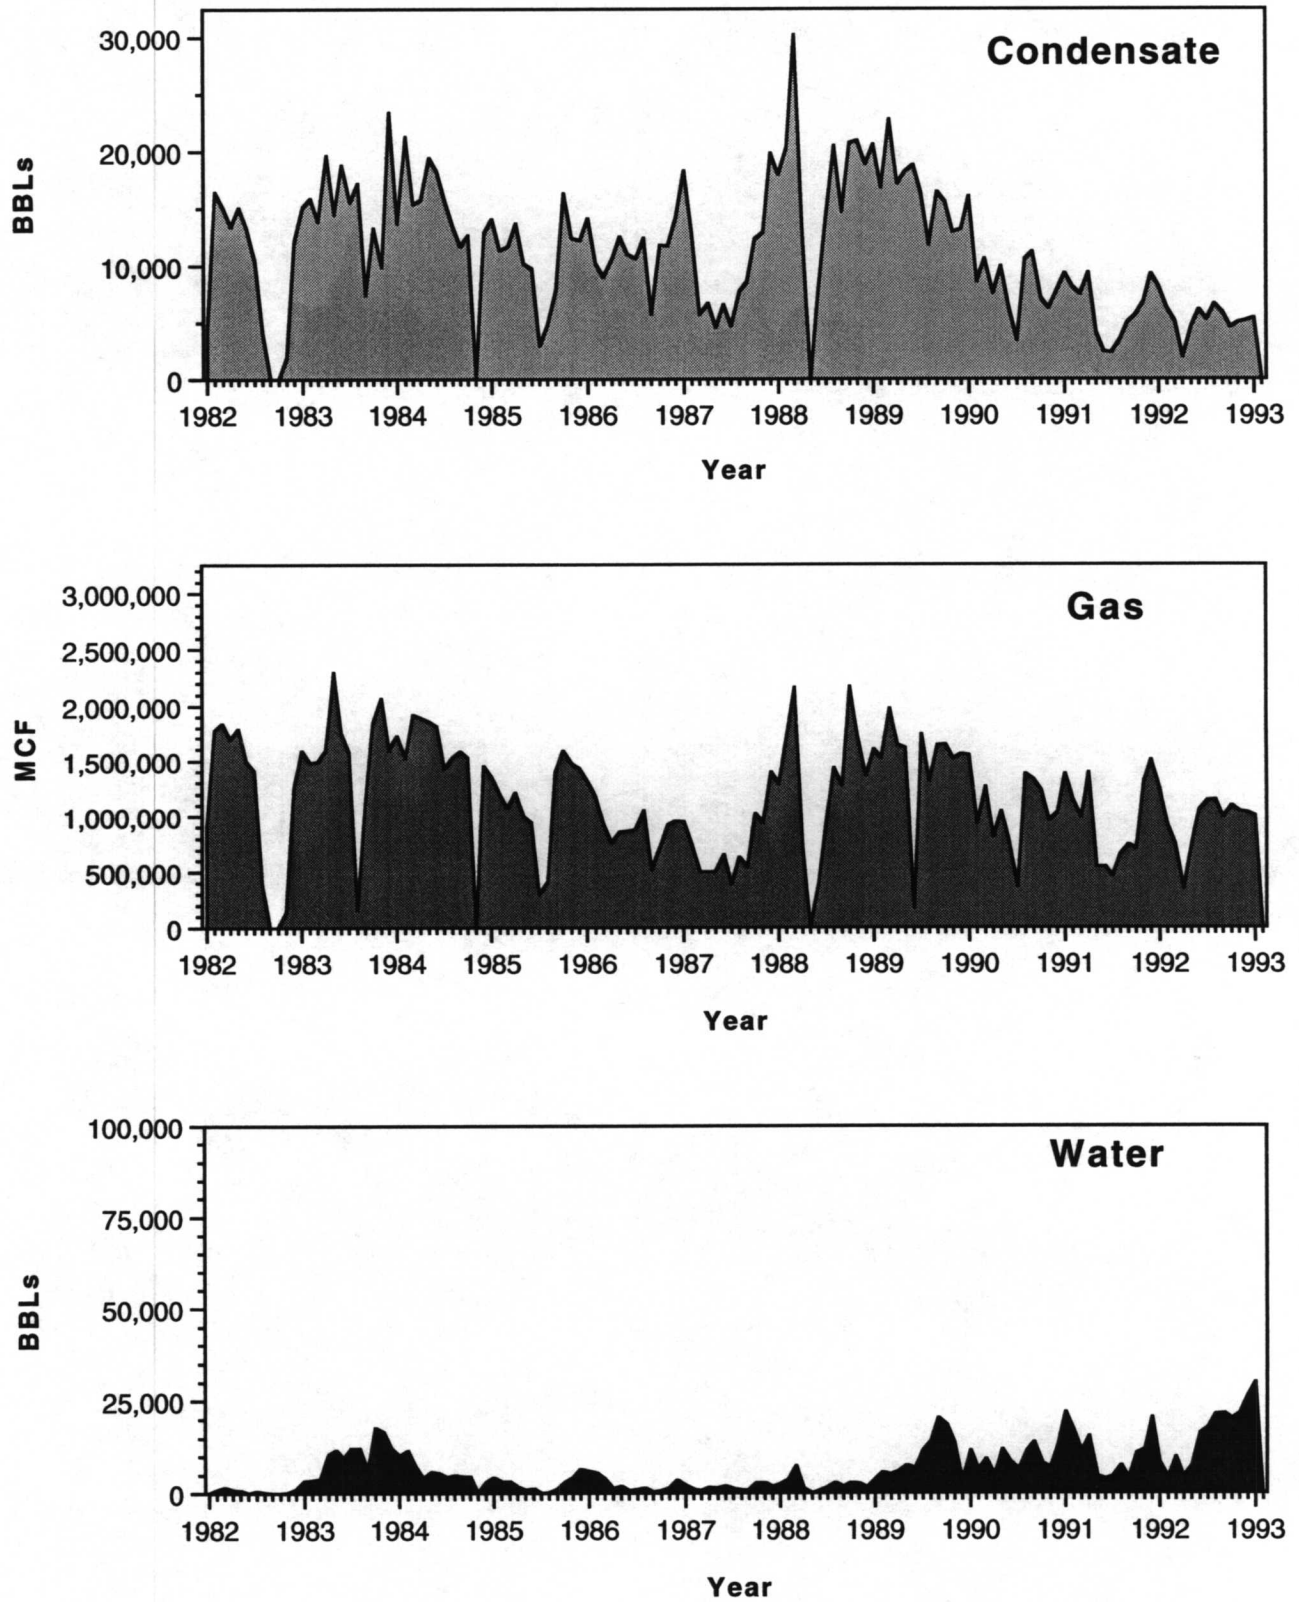 Condensate
BBLs
30,000
20,000
10,000
0
1982 1983 1984 1985 1986 1987 1988 1989 1990 1991 1992 1993
Year
Gas
MCF
3,000,000
2,500,000
2,000,000
1,500,000
1,000,000
500,000
0
1982 1983 1984 1985 1986 1987 1988 1989 1990 1991 1992 1993
Year
Water
BBLs
100,000
75,000
50,000
25,000
0
1982 1983 1984 1985 1986 1987 1988 1989 1990 1991 1992 1993
Year